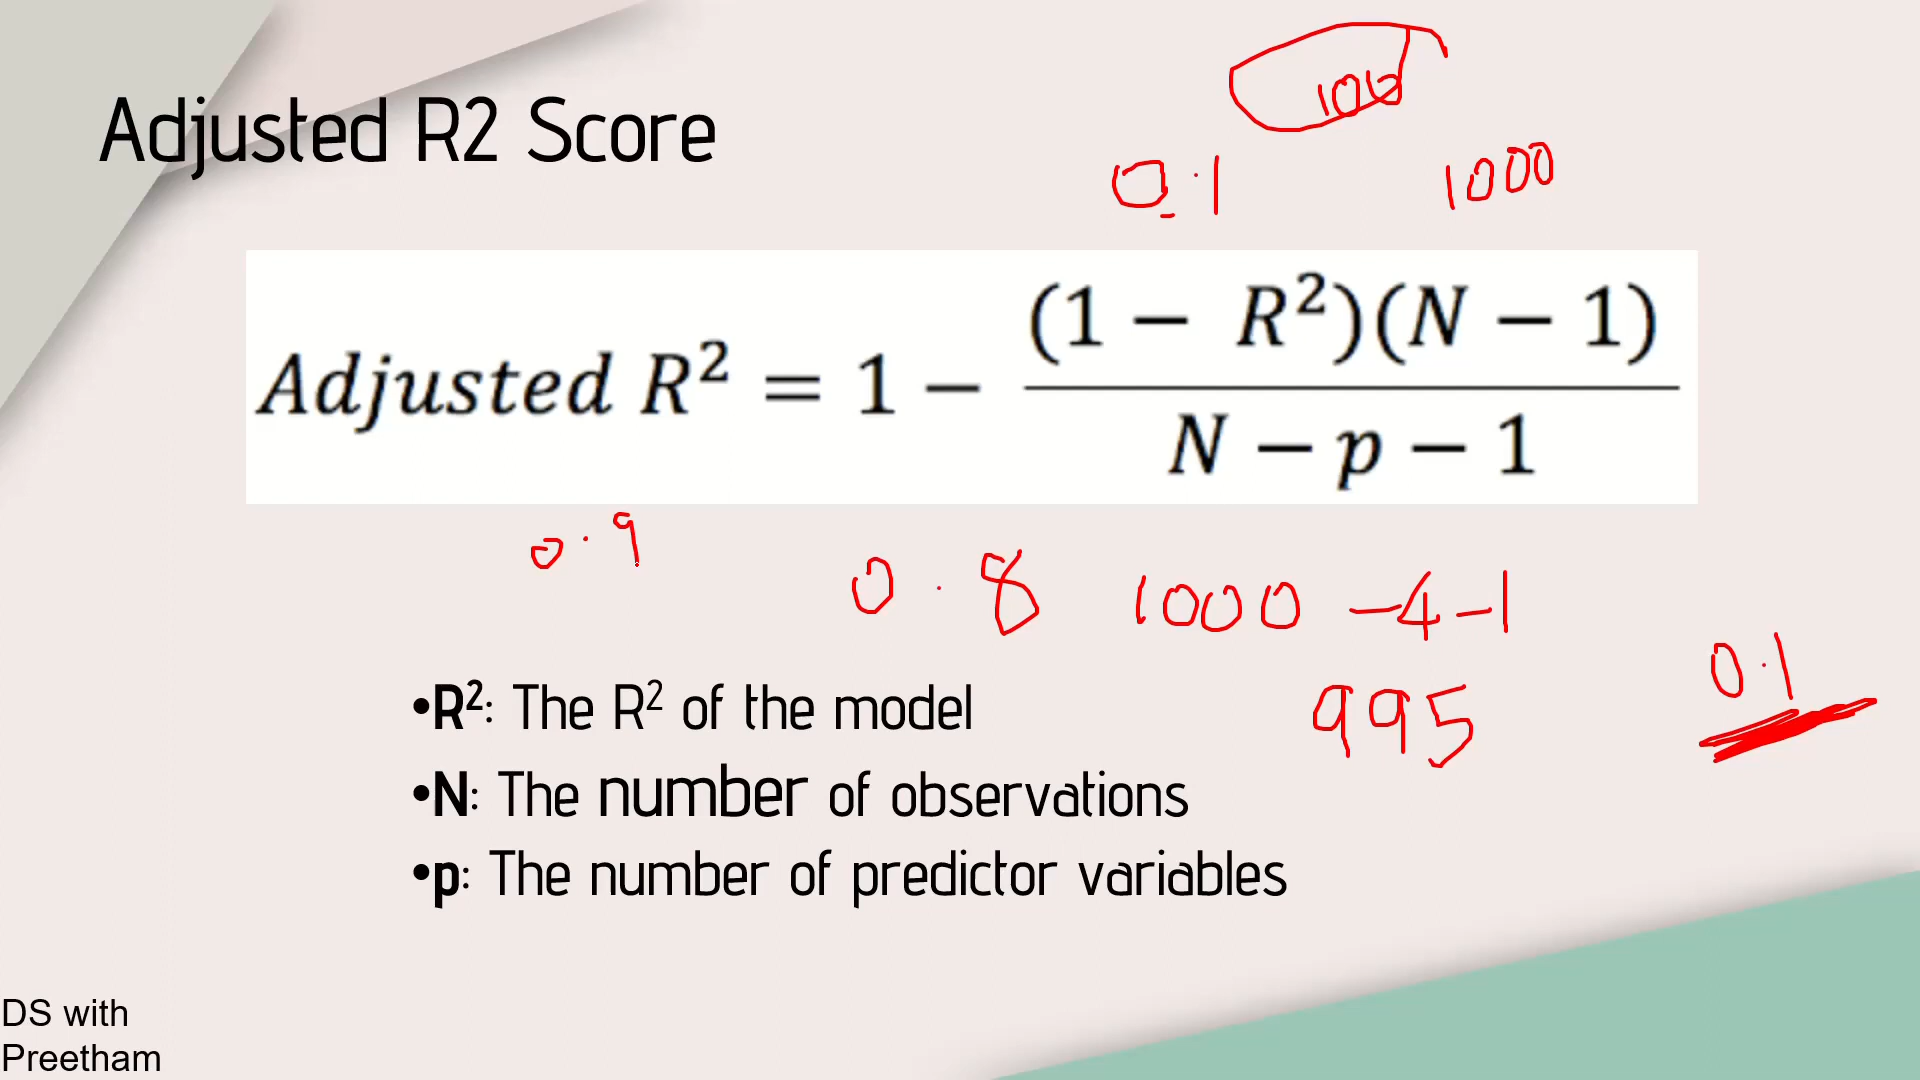 100
Adjusted R2 Score
0.1 1000
Adjusted R² = 1 − (1 − R²)(N − 1) / N − p − 1
0.9
0.8 1000 -4-1
0.1
•R²: The R² of the model
995
•N: The number of observations
•p: The number of predictor variables
DS with
Preetham